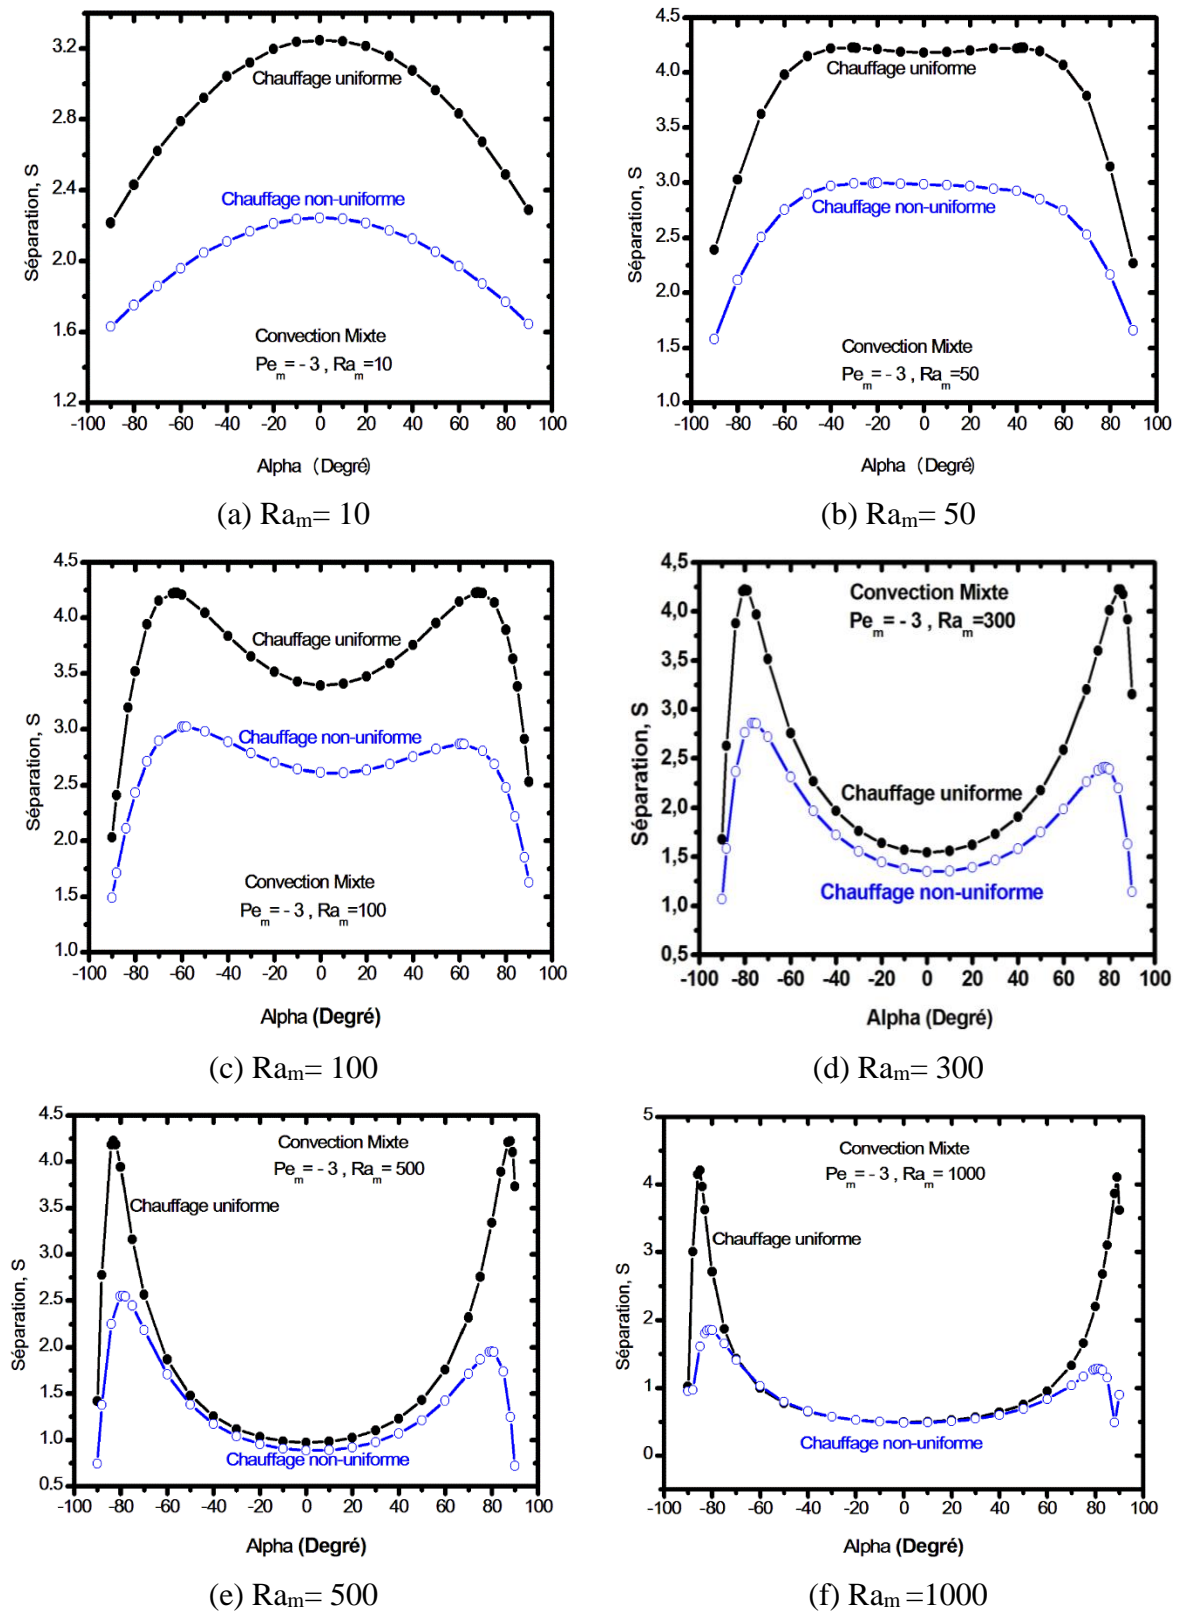 3.2
2.8
2.4
2.0
1.6
1.2
Séparation, S
Chauffage uniforme
Chauffage non-uniforme
Convection Mixte
Pem= - 3 , Ram=10
-100 -80 -60 -40 -20 0 20 40 60 80 100
Alpha (Degré)
(a) Ram= 10
4.5
4.0
3.5
3.0
2.5
2.0
1.5
1.0
Séparation, S
Chauffage uniforme
Chauffage non-uniforme
Convection Mixte
Pem= - 3 , Ram=50
-100 -80 -60 -40 -20 0 20 40 60 80 100
Alpha (Degré)
(b) Ram= 50
4.5
4.0
3.5
3.0
2.5
2.0
1.5
1.0
Séparation, S
Chauffage uniforme
Chauffage non-uniforme
Convection Mixte
Pem= - 3 , Ram=100
-100 -80 -60 -40 -20 0 20 40 60 80 100
Alpha (Degré)
(c) Ram= 100
4,5
4,0
3,5
3,0
2,5
2,0
1,5
1,0
0,5
Séparation, S
Convection Mixte
Pem= - 3 , Ram=300
Chauffage uniforme
Chauffage non-uniforme
-100 -80 -60 -40 -20 0 20 40 60 80 100
Alpha (Degré)
(d) Ram= 300
4.5
4.0
3.5
3.0
2.5
2.0
1.5
1.0
0.5
Séparation, S
Convection Mixte
Pem= - 3 , Ram= 500
Chauffage uniforme
Chauffage non-uniforme
-100 -80 -60 -40 -20 0 20 40 60 80 100
Alpha (Degré)
(e) Ram= 500
5
4
3
2
1
0
Séparation, S
Convection Mixte
Pem= - 3 , Ram= 1000
Chauffage uniforme
Chauffage non-uniforme
-100 -80 -60 -40 -20 0 20 40 60 80 100
Alpha (Degré)
(f) Ram =1000